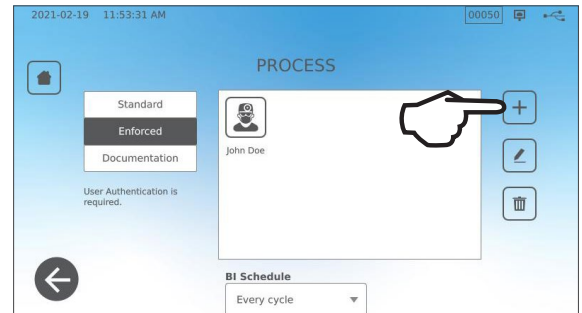 2021-02-19 11:53:31 AM
00050
PROCESS
Standard
Enforced
Documentation
User Authentication is
required.
John Doe
BI Schedule
Every cycle